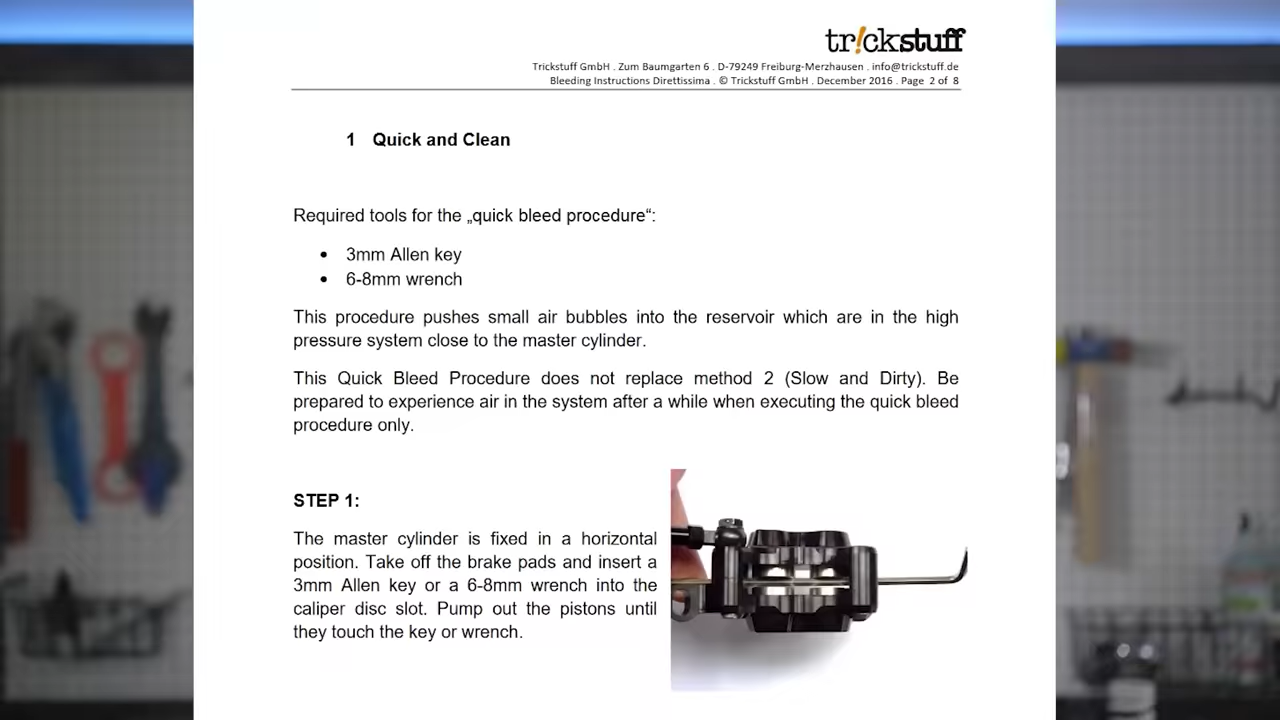 tr!ckstuff
Trickstuff GmbH . Zum Baumgarten 6 . D-79249 Freiburg-Merzhausen . info@trickstuff.de
Bleeding Instructions Direttissima . © Trickstuff GmbH . December 2016 . Page 2 of 8
1 Quick and Clean
Required tools for the „quick bleed procedure“:
• 3mm Allen key
• 6-8mm wrench
This procedure pushes small air bubbles into the reservoir which are in the high
pressure system close to the master cylinder.
This Quick Bleed Procedure does not replace method 2 (Slow and Dirty). Be
prepared to experience air in the system after a while when executing the quick bleed
procedure only.
STEP 1:
The master cylinder is fixed in a horizontal
position. Take off the brake pads and insert a
3mm Allen key or a 6-8mm wrench into the
caliper disc slot. Pump out the pistons until
they touch the key or wrench.